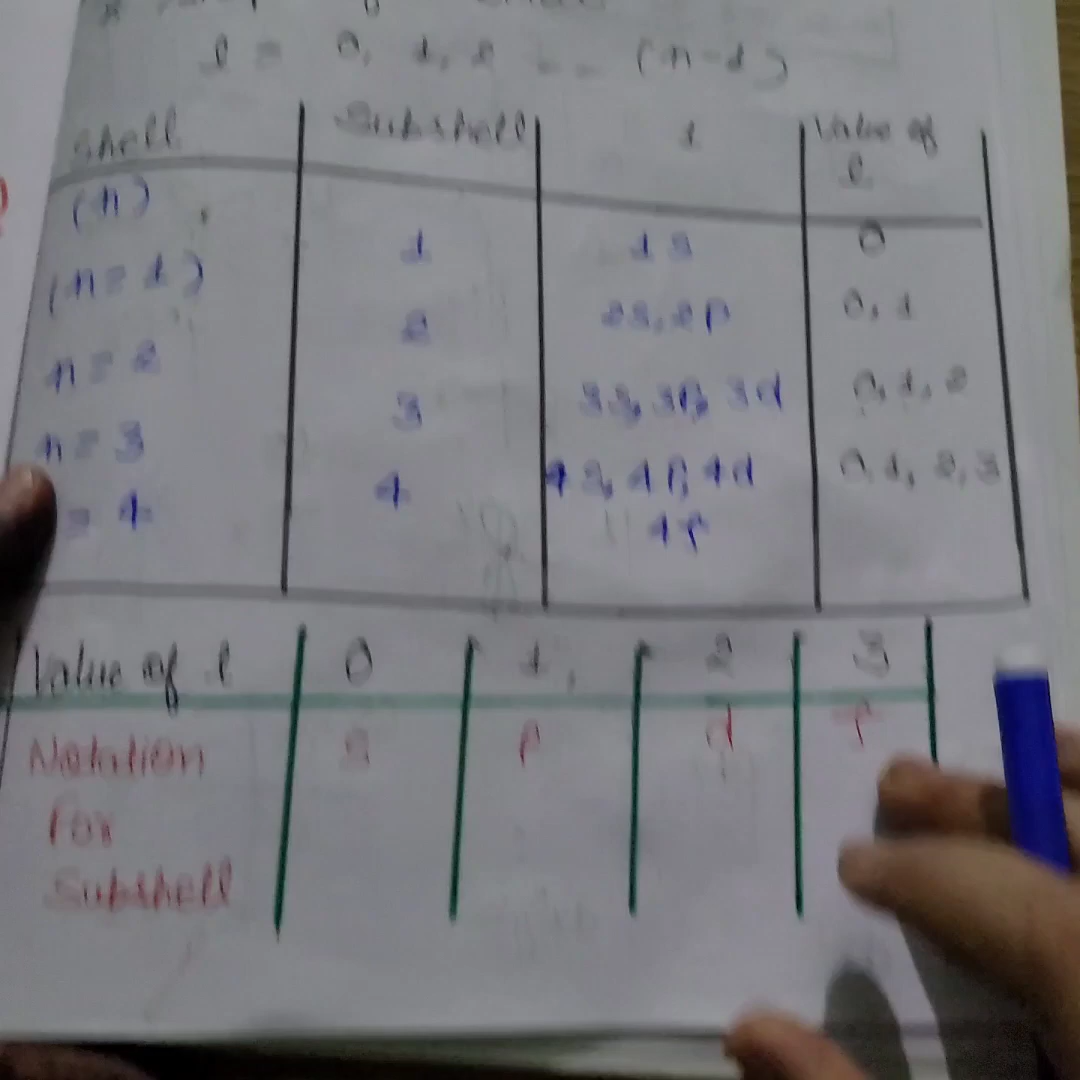 l = 0, 1, 2 -- (n-1)
Shell Subshell l Value of l
(n)
(n=1) 1 1s 0
n=2 2 2s, 2p 0, 1
n=3 3 3s, 3p, 3d 0, 1, 2
=4 4 4s, 4p, 4d 0, 1, 2, 3
4f
Value of l 0 1, 2 3
Notation s p d f
For
Subshell